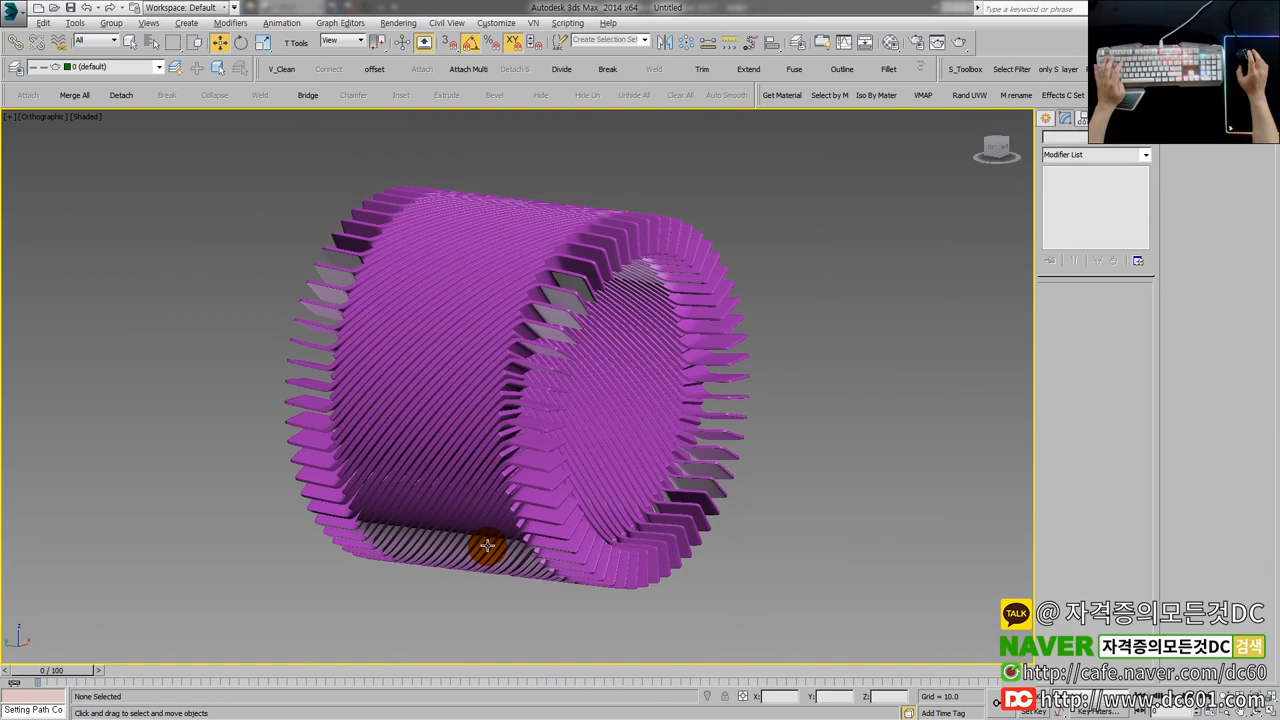 Autodesk 3ds Max 2014 x64 Untitled
Workspace: Default
Type a keyword or phrase
File Edit Tools Group Views Create Modifiers Animation Graph Editors Rendering Civil View Customize VN Scripting Help
All View T Tools Create Selection Se
0 (default) V_Clean Connect offset Attach Attach Multi Detach S Divide Break Weld Trim Extend Fuse Outline Fillet S_Toolbox Select Filter only S layer
Attach Merge All Detach Break Collapse Weld Bridge Chamfer Inset Extrude Bevel Hide Hide Un Unhide All Clear All Auto Smooth Get Material Select by M Iso By Mater VMAP Rand UVW M rename Effects C Set
[+] [Orthographic] [Shaded]
Modifier List
TALK @ 자격증의모든것DC
NAVER 자격증의모든것DC 검색
http://cafe.naver.com/dc60
DC http://www.dc601.com
0 / 100
None Selected X: Y: Z: Grid = 10.0
Setting Path Co Click and drag to select and move objects Add Time Tag Set Key Key Filters...